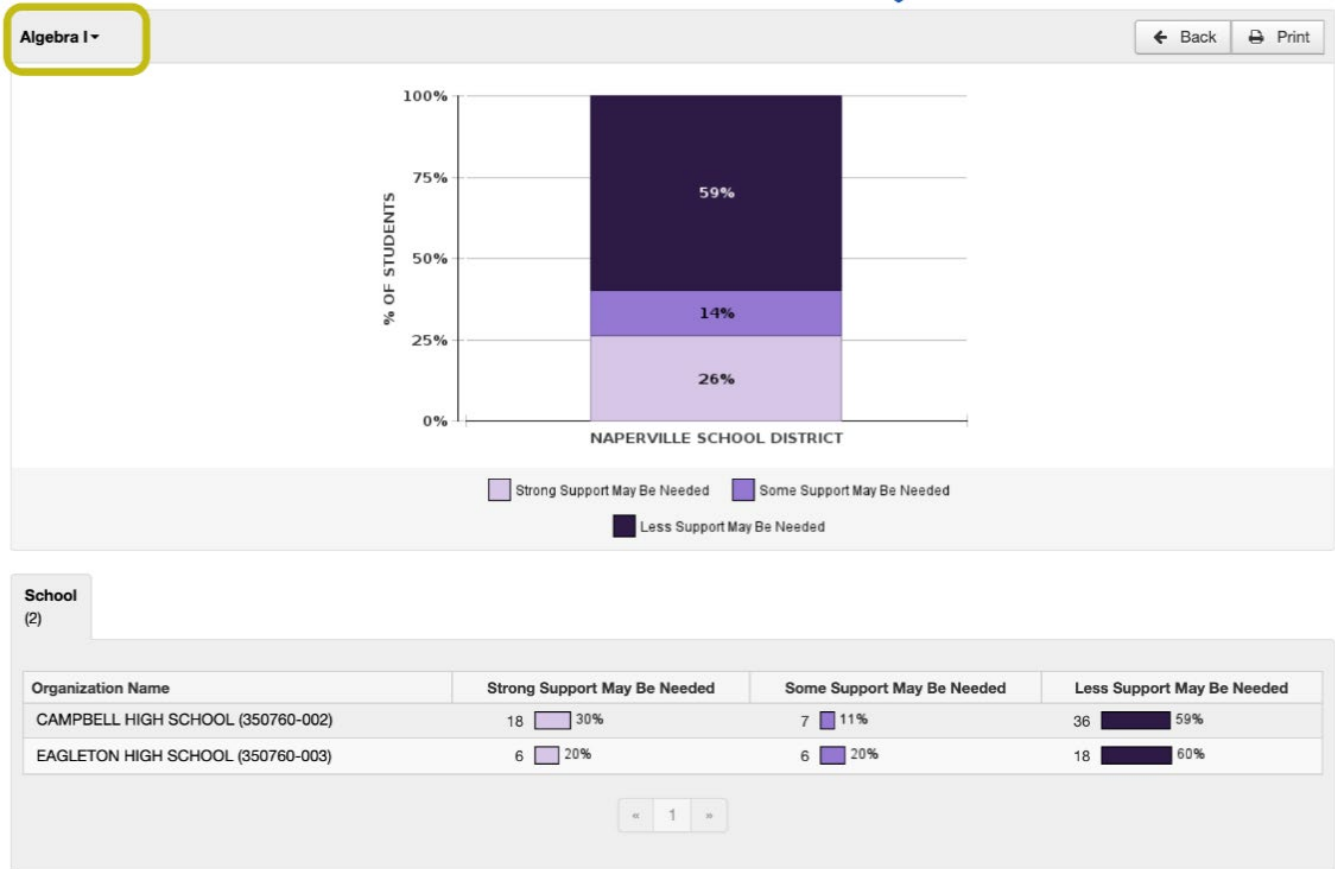 Algebra I
Back
Print
100%
75%
50%
25%
0%
% OF STUDENTS
59%
14%
26%
NAPERVILLE SCHOOL DISTRICT
Strong Support May Be Needed Some Support May Be Needed
Less Support May Be Needed
School
(2)
Organization Name Strong Support May Be Needed Some Support May Be Needed Less Support May Be Needed
CAMPBELL HIGH SCHOOL (350760-002) 18 30% 7 11% 36 59%
EAGLETON HIGH SCHOOL (350760-003) 6 20% 6 20% 18 60%
« 1 »